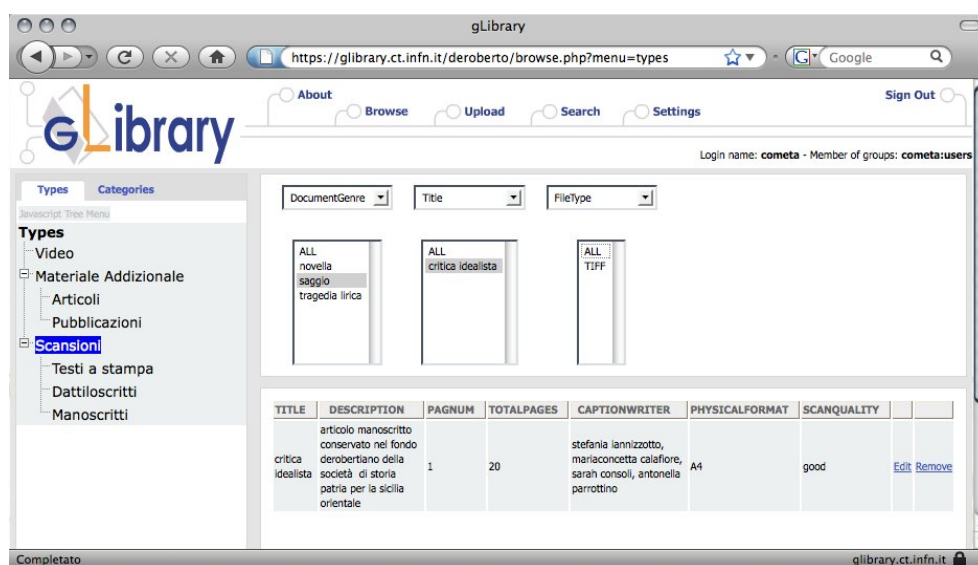 gLibrary
https://glibrary.ct.infn.it/deroberto/browse.php?menu=types
Google
gLibrary
About
Browse
Upload
Search
Settings
Sign Out
Login name: cometa - Member of groups: cometa:users
Types Categories
Javascript Tree Menu
Types
Video
Materiale Addizionale
Articoli
Pubblicazioni
Scansioni
Testi a stampa
Dattiloscritti
Manoscritti
DocumentGenre Title FileType
ALL
novella
saggio
tragedia lirica
ALL
critica idealista
ALL
TIFF
TITLE DESCRIPTION PAGNUM TOTALPAGES CAPTIONWRITER PHYSICALFORMAT SCANQUALITY
critica
idealista
articolo manoscritto
conservato nel fondo
derobertiano della
società di storia
patria per la sicilia
orientale
1
20
stefania iannizzotto,
mariaconcetta calafiore,
sarah consoli, antonella
parrottino
A4
good
Edit Remove
Completato
glibrary.ct.infn.it